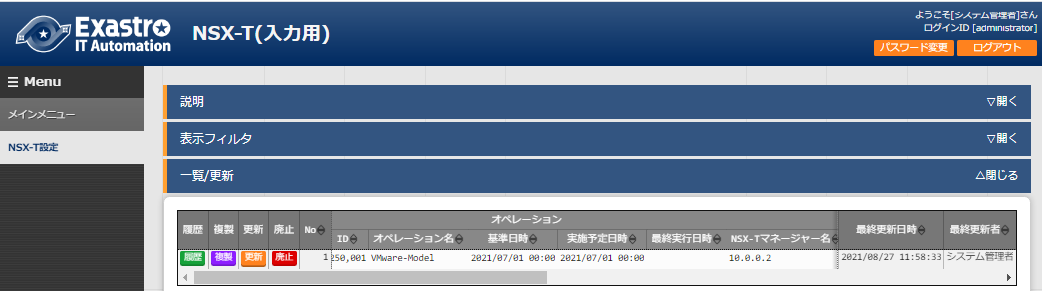 Exastro
IT Automation
NSX-T(入力用)
ようこそ[システム管理者]さん
ログインID [administrator]
パスワード変更 ログアウト
Menu
メインメニュー
NSX-T設定
説明 ▽開く
表示フィルタ ▽開く
一覧/更新 △閉じる
履歴 複製 更新 廃止 No オペレーション 最終更新日時 最終更新者
ID オペレーション名 基準日時 実施予定日時 最終実行日時 NSX-Tマネージャー名
履歴 複製 更新 廃止 1 250,001 VMware-Model 2021/07/01 00:00 2021/07/01 00:00 10.0.0.2 2021/08/27 11:58:33 システム管理者